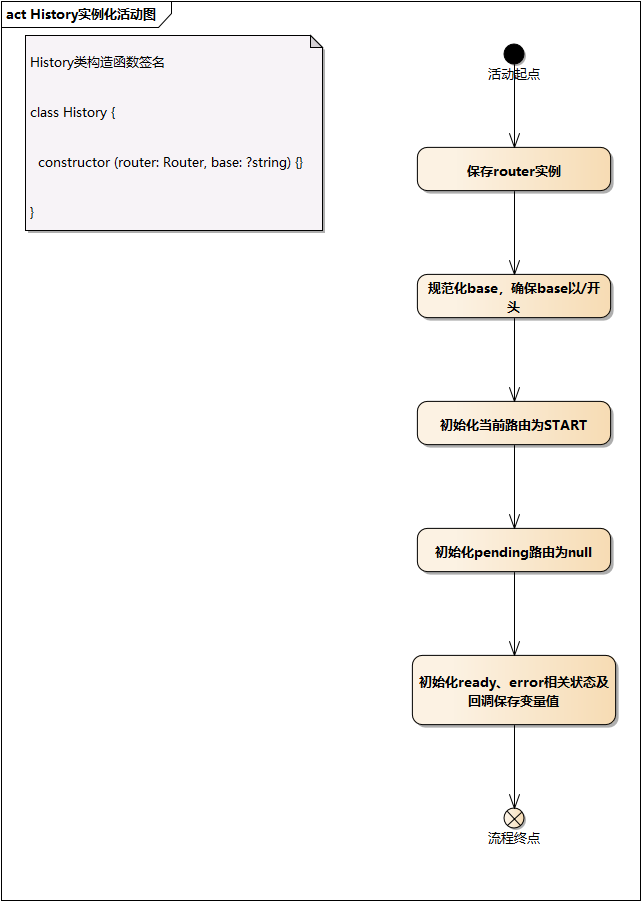 act History实例化活动图
History类构造函数签名
class History {
constructor (router: Router, base: ?string) {}
}
活动起点
保存router实例
规范化base，确保base以/开
头
初始化当前路由为START
初始化pending路由为null
初始化ready、error相关状态及
回调保存变量值
流程终点